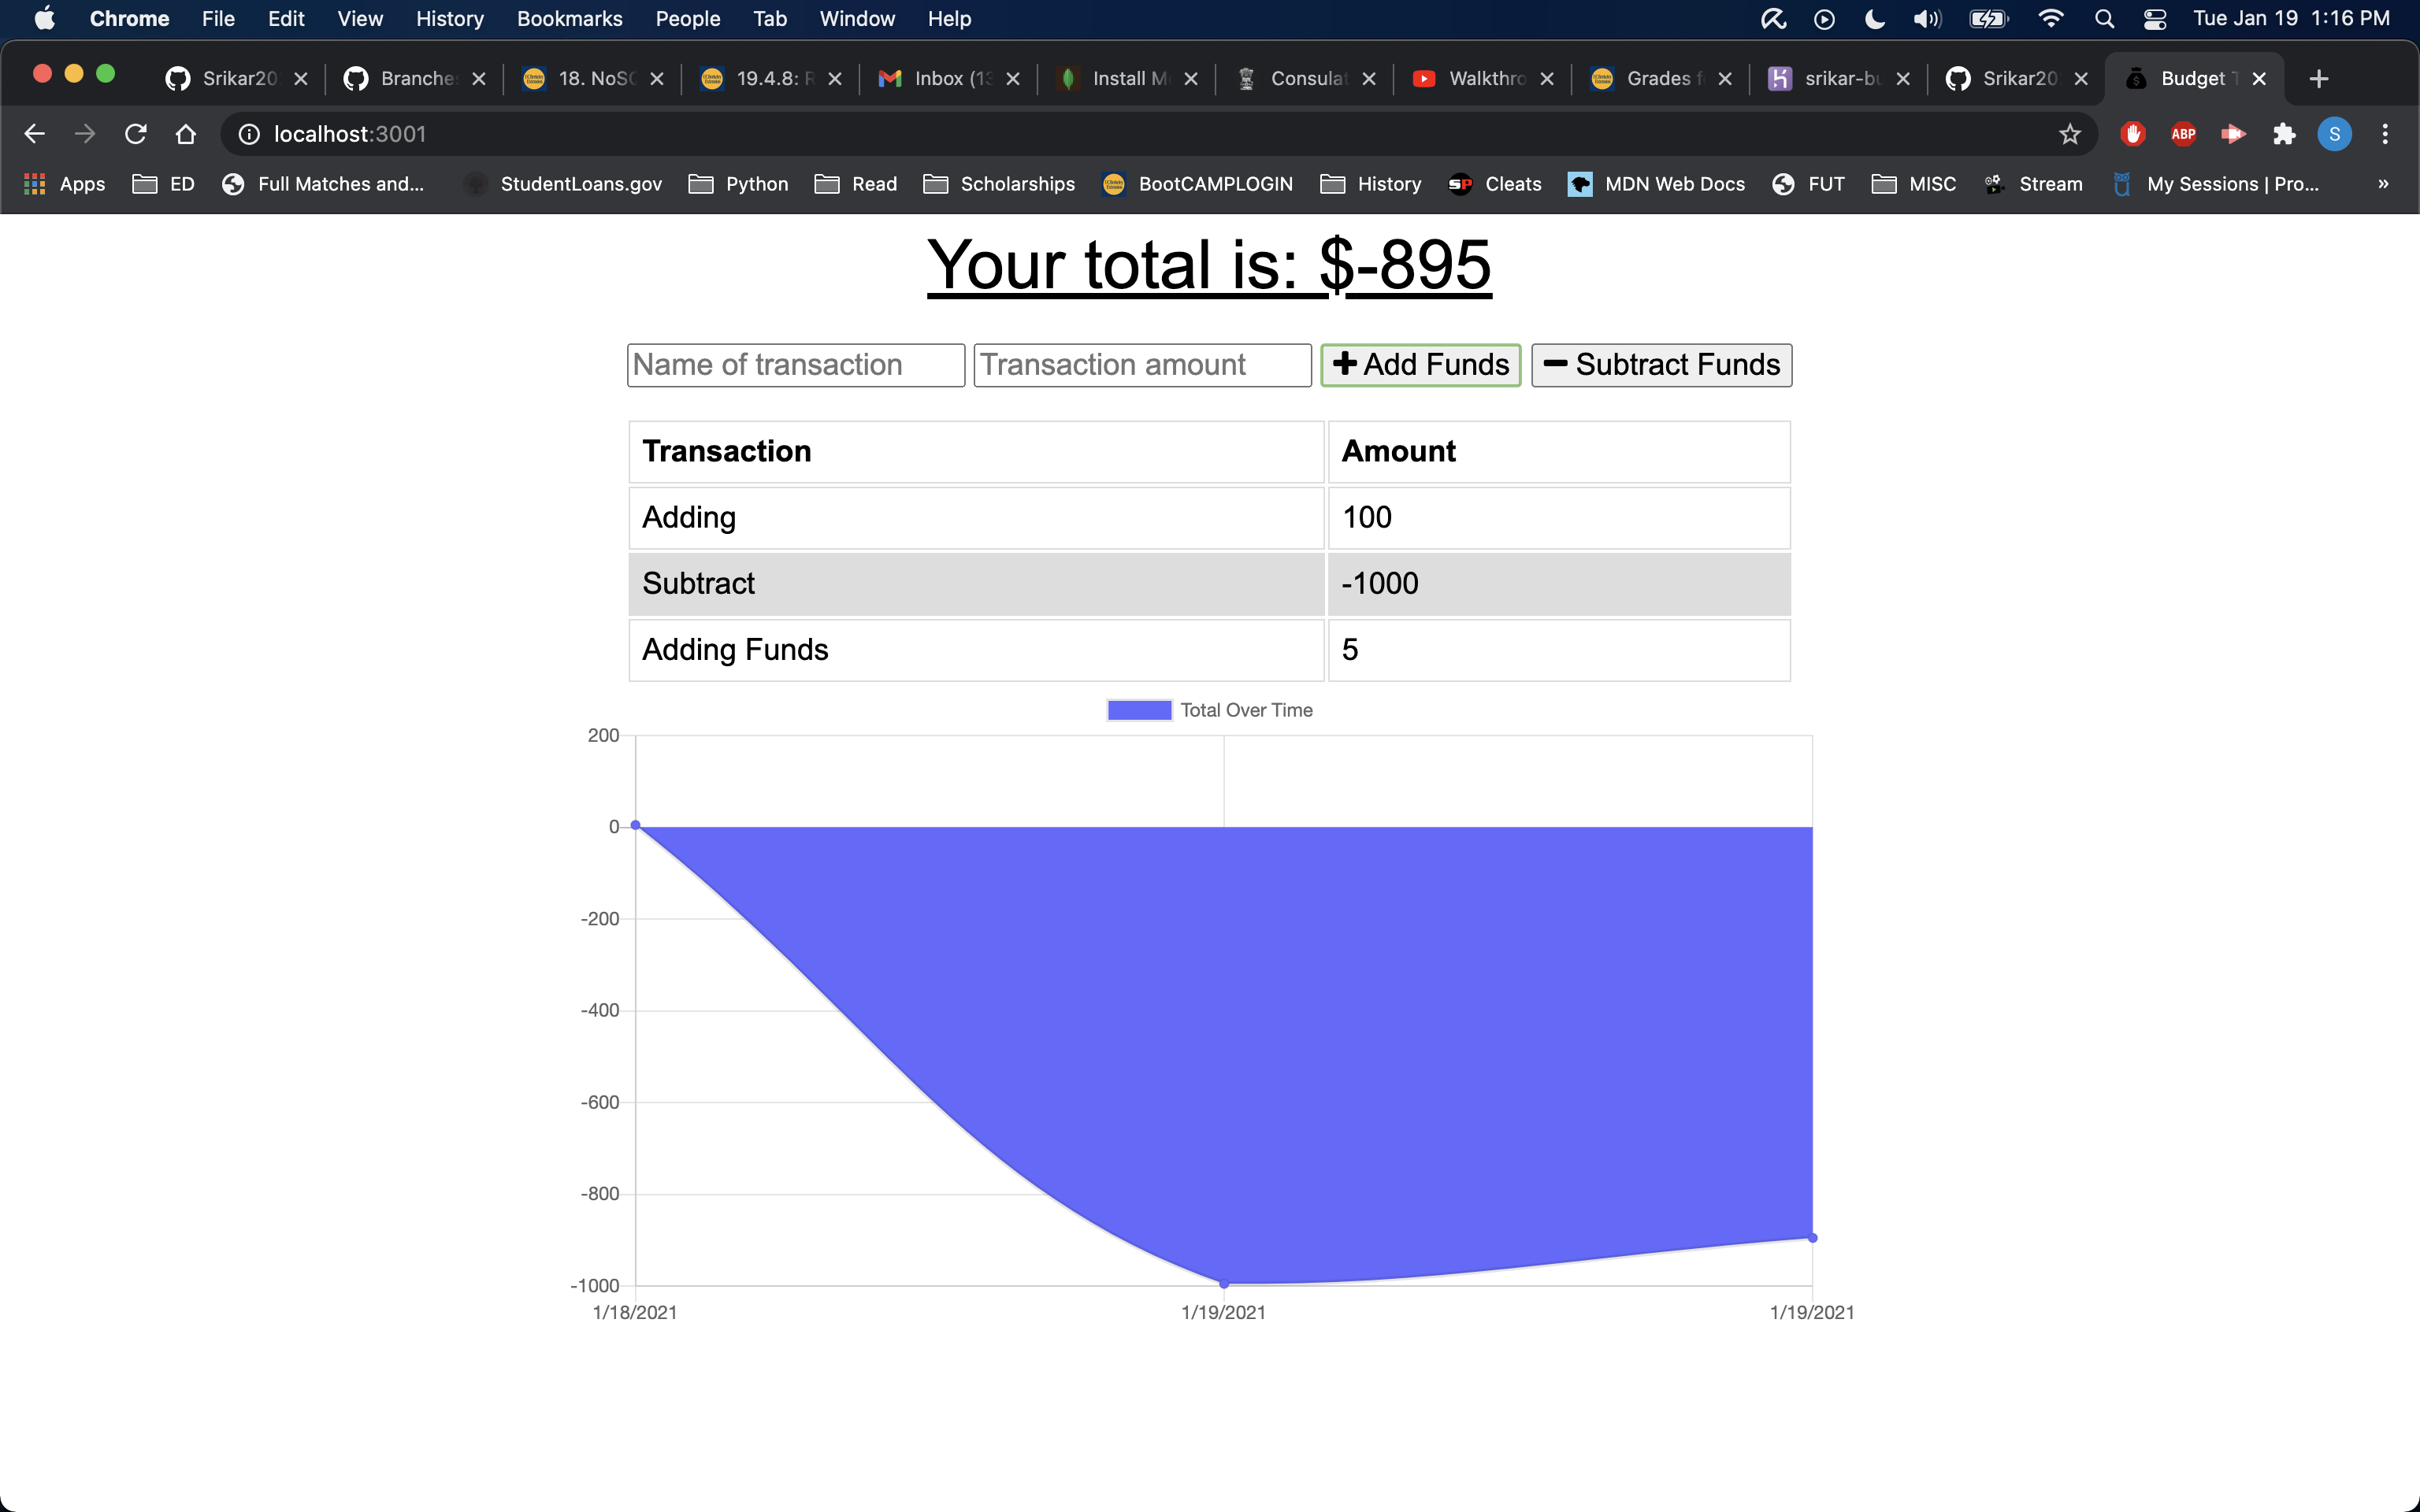 Chrome File Edit View History Bookmarks People Tab Window Help Tue Jan 19 1:16 PM
Srikar20 Branches 18. NoSQ 19.4.8: R Inbox (13 Install M Consulat Walkthro Grades f srikar-bu Srikar20 Budget T
localhost:3001 ABP S
Apps ED Full Matches and... StudentLoans.gov Python Read Scholarships BootCAMPLOGIN History SP Cleats MDN Web Docs FUT MISC Stream My Sessions | Pro... »
Your total is: $-895
Name of transaction Transaction amount Add Funds Subtract Funds
Transaction Amount
Adding 100
Subtract -1000
Adding Funds 5
Total Over Time
200
0
-200
-400
-600
-800
-1000
1/18/2021 1/19/2021 1/19/2021